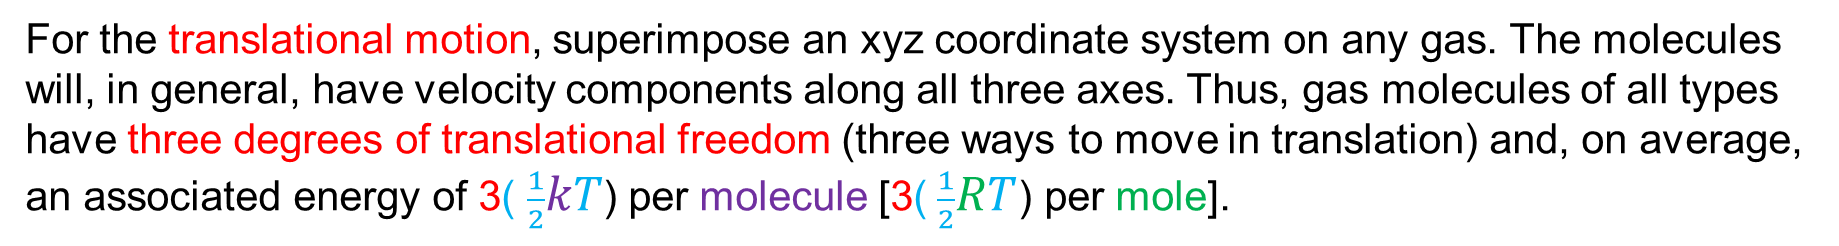 For the translational motion, superimpose an xyz coordinate system on any gas. The molecules
will, in general, have velocity components along all three axes. Thus, gas molecules of all types
have three degrees of translational freedom (three ways to move in translation) and, on average,
an associated energy of 3( ½kT) per molecule [3( ½RT) per mole].